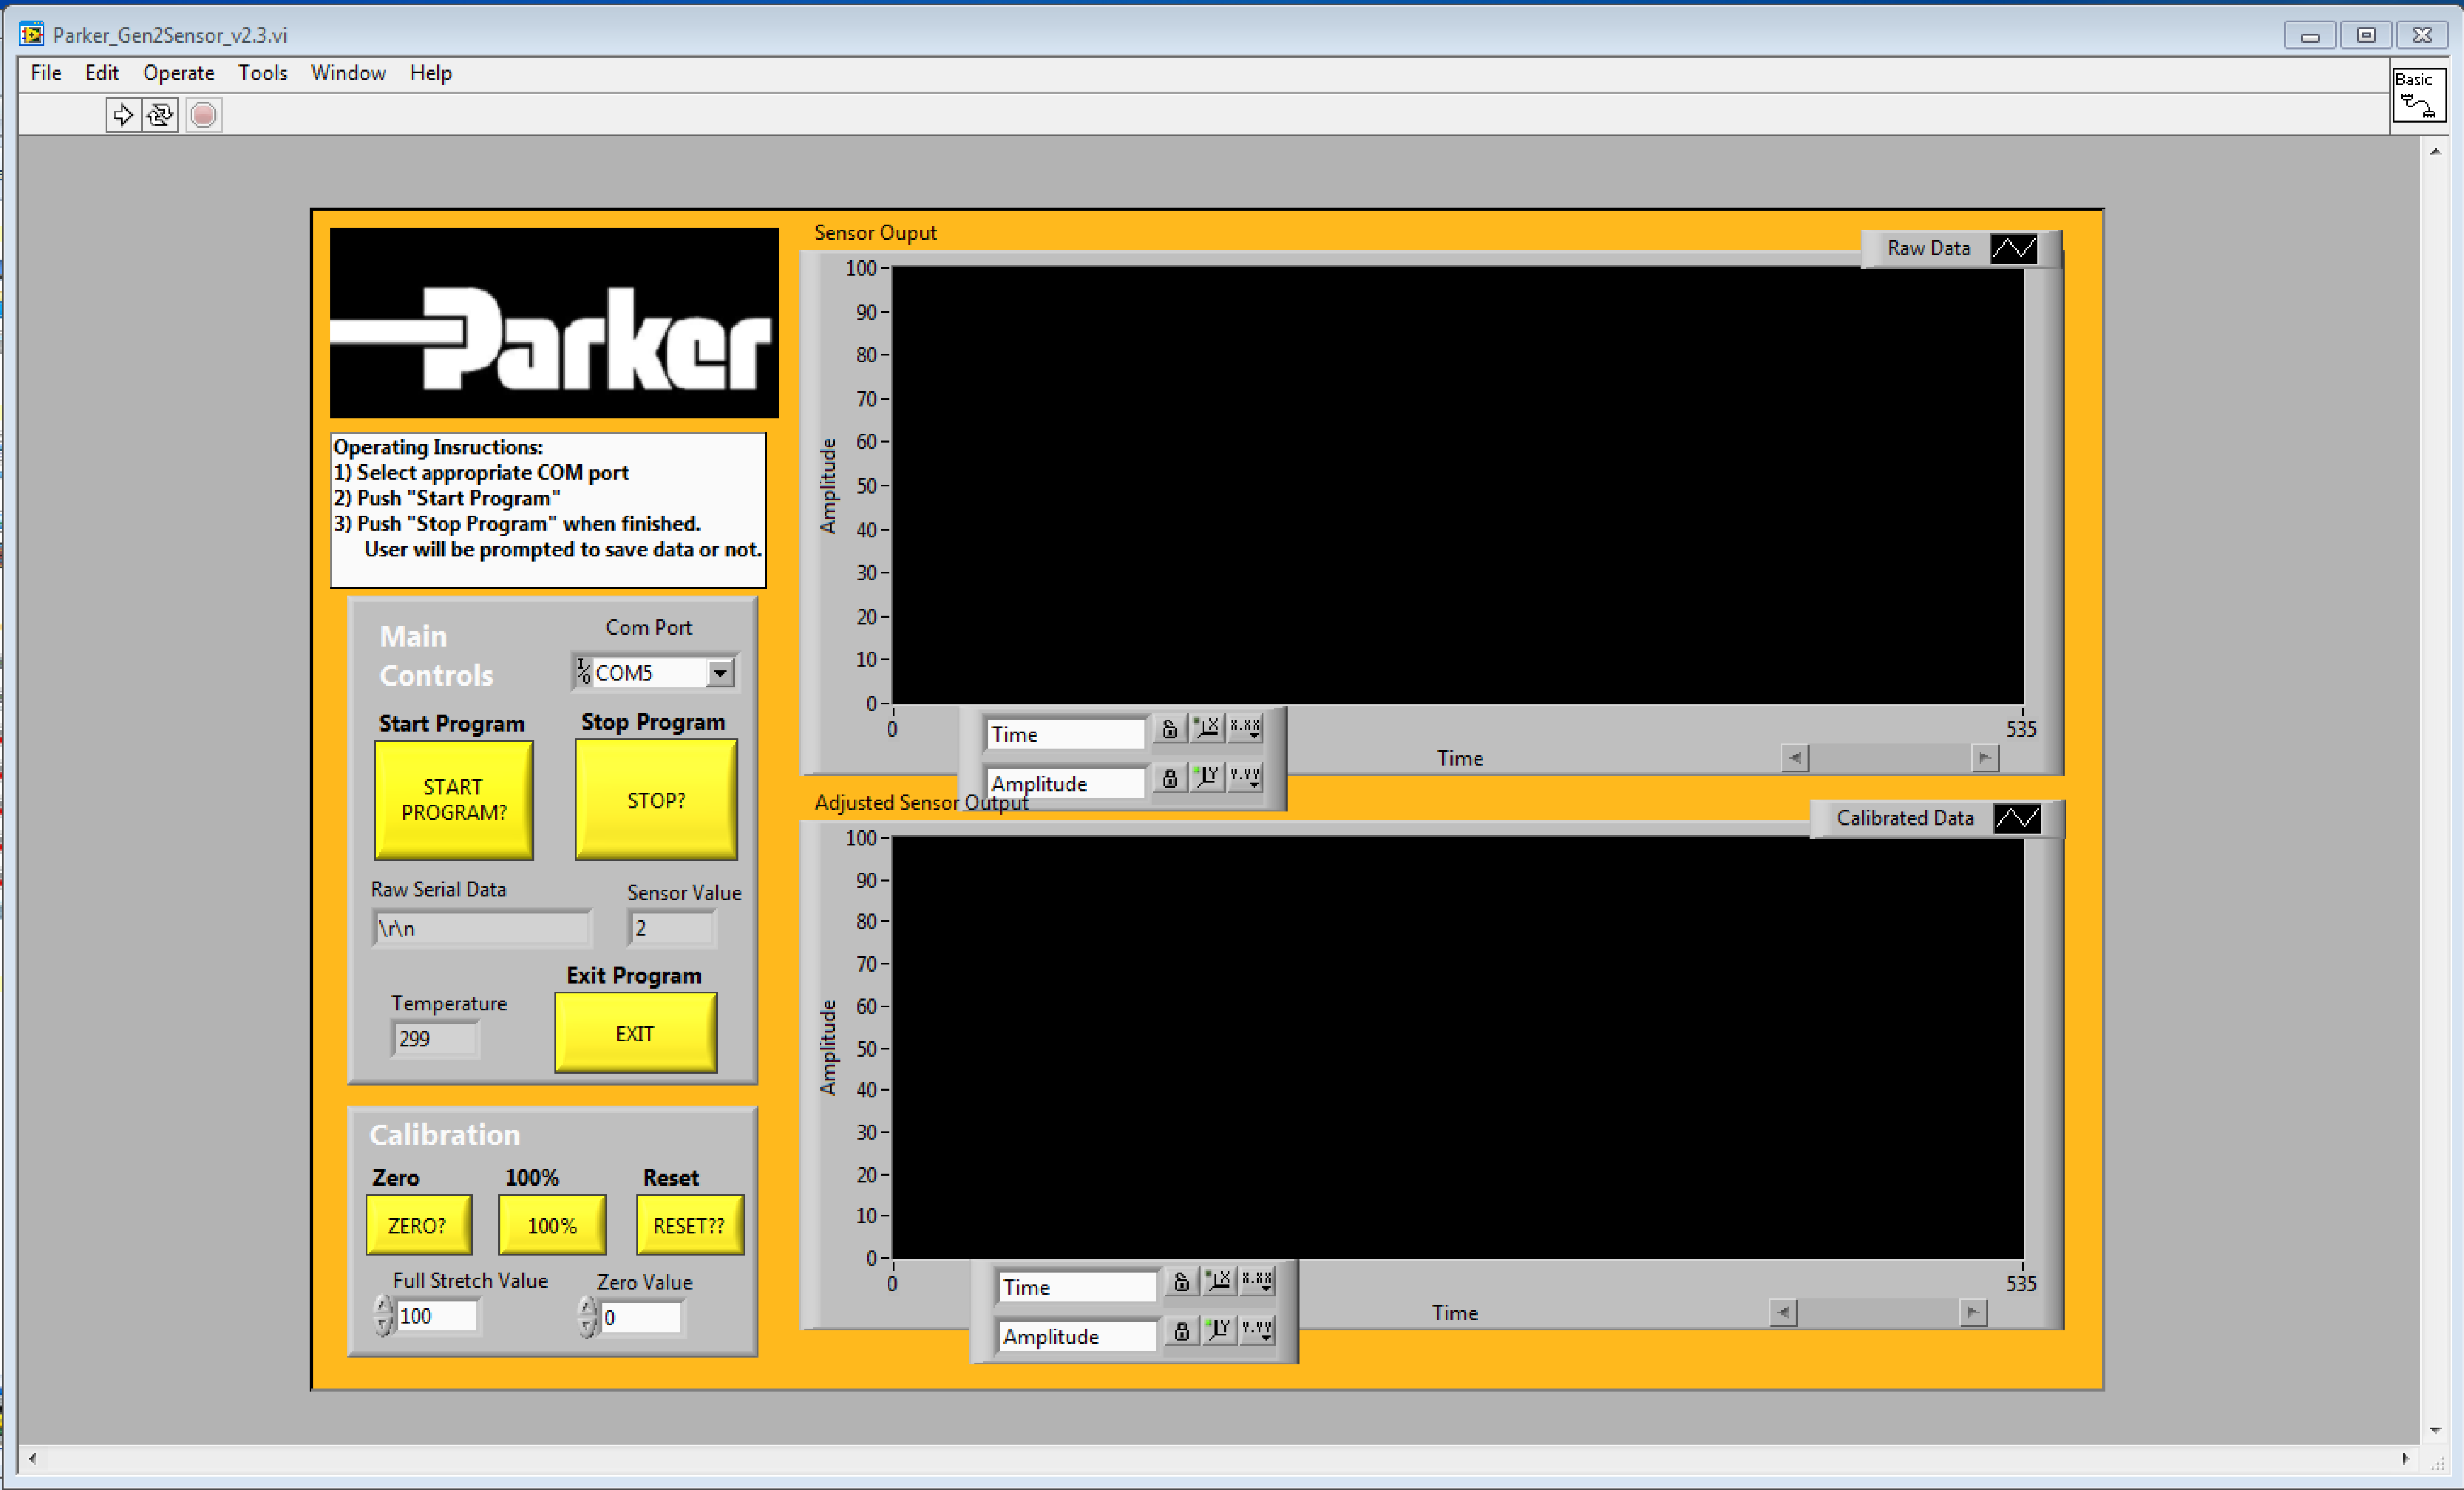 Parker_Gen2Sensor_v2.3.vi
File Edit Operate Tools Window Help
Basic
Parker
Operating Insructions:
1) Select appropriate COM port
2) Push "Start Program"
3) Push "Stop Program" when finished.
User will be prompted to save data or not.
Main
Controls
Com Port
I/O COM5
Start Program
Stop Program
START
PROGRAM?
STOP?
Raw Serial Data
Sensor Value
\r\n
2
Exit Program
Temperature
299
EXIT
Calibration
Zero
100%
Reset
ZERO?
100%
RESET??
Full Stretch Value
Zero Value
100
0
Sensor Ouput
Raw Data
100
90
80
70
60
50
40
30
20
10
0
Amplitude
0
535
Time
Time
X
X.XX
Amplitude
Y
Y.YY
Adjusted Sensor Output
Calibrated Data
100
90
80
70
60
50
40
30
20
10
0
Amplitude
0
535
Time
Time
X
X.XX
Amplitude
Y
Y.YY